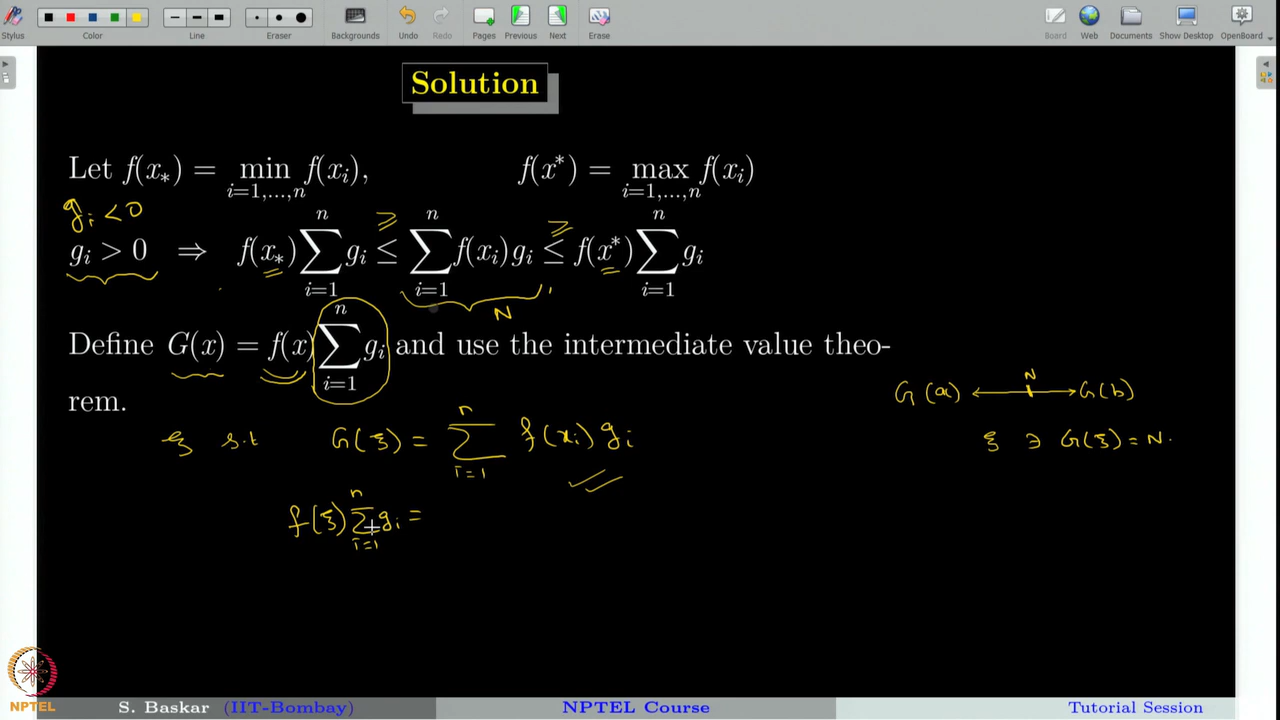 Stylus Color Line Eraser Backgrounds Undo Redo Pages Previous Next Erase Board Web Documents Show Desktop OpenBoard
Solution
Let f(x_*) = min_{i=1,...,n} f(x_i), f(x^*) = max_{i=1,...,n} f(x_i)
g_i < 0 ≥ ≥
g_i > 0 ⇒ f(x_*) ∑_{i=1}^{n} g_i ≤ ∑_{i=1}^{n} f(x_i) g_i ≤ f(x^*) ∑_{i=1}^{n} g_i
N
Define G(x) = f(x) ∑_{i=1}^{n} g_i and use the intermediate value theo-
rem.
N
G(a) ⟷ G(b)
ξ s.t G(ξ) = ∑_{i=1}^{n} f(x_i) g_i
ξ ∋ G(ξ) = N.
f(ξ) ∑_{i=1}^{n} g_i =
NPTEL
S. Baskar (IIT-Bombay) NPTEL Course Tutorial Session